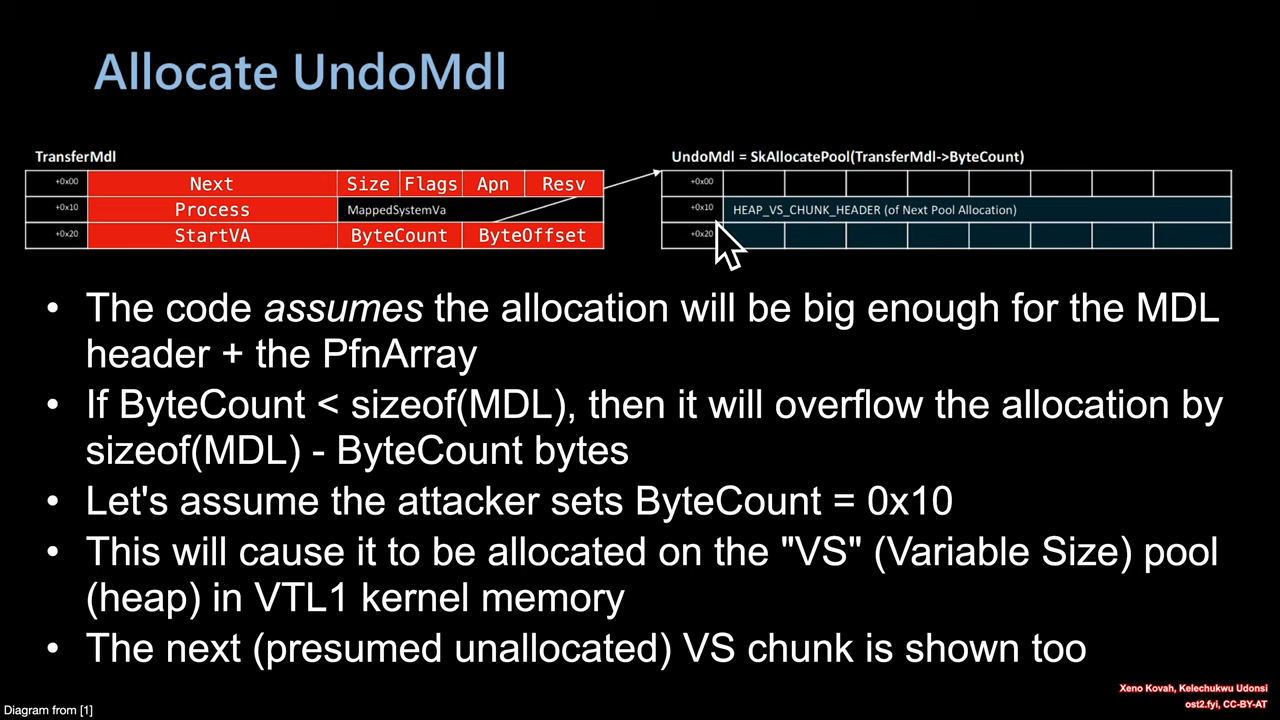 Allocate UndoMdl
TransferMdl
+0x00 Next Size Flags Apn Resv
+0x10 Process MappedSystemVa
+0x20 StartVA ByteCount ByteOffset
UndoMdl = SkAllocatePool(TransferMdl->ByteCount)
+0x00
+0x10 HEAP_VS_CHUNK_HEADER (of Next Pool Allocation)
+0x20
• The code assumes the allocation will be big enough for the MDL
header + the PfnArray
• If ByteCount < sizeof(MDL), then it will overflow the allocation by
sizeof(MDL) - ByteCount bytes
• Let's assume the attacker sets ByteCount = 0x10
• This will cause it to be allocated on the "VS" (Variable Size) pool
(heap) in VTL1 kernel memory
• The next (presumed unallocated) VS chunk is shown too
Xeno Kovah, Kelechukwu Udonsi
ost2.fyi, CC-BY-AT
Diagram from [1]